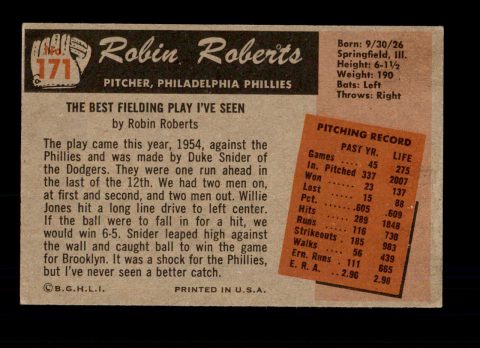 No.
171
Robin Roberts
PITCHER, PHILADELPHIA PHILLIES
Born: 9/30/26
Springfield, Ill.
Height: 6-11½
Weight: 190
Bats: Left
Throws: Right
THE BEST FIELDING PLAY I'VE SEEN
by Robin Roberts
The play came this year, 1954, against the
Phillies and was made by Duke Snider of
the Dodgers. They were one run ahead in
the last of the 12th. We had two men on,
at first and second, and two men out. Willie
Jones hit a long line drive to left center.
If the ball were to fall in for a hit, we
would win 6-5. Snider leaped high against
the wall and caught ball to win the game
for Brooklyn. It was a shock for the Phillies,
but I've never seen a better catch.
©B.G.H.L.I. PRINTED IN U.S.A.
PITCHING RECORD
PAST YR. LIFE
Games ... 45 275
In. Pitched 337 2007
Won ..... 23 137
Lost ..... 15 88
Pct. .... .605 .609
Hits .... 289 1848
Runs .... 116 738
Strikeouts 185 983
Walks ... 56 439
Ern. Runs . 111 665
E. R. A. .. 2.96 2.98